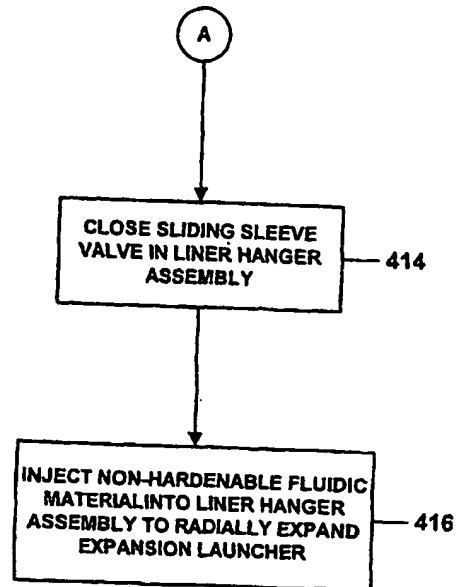 A
CLOSE SLIDING SLEEVE
VALVE IN LINER HANGER
ASSEMBLY
414
INJECT NON-HARDENABLE FLUIDIC
MATERIALINTO LINER HANGER
ASSEMBLY TO RADIALLY EXPAND
EXPANSION LAUNCHER
416